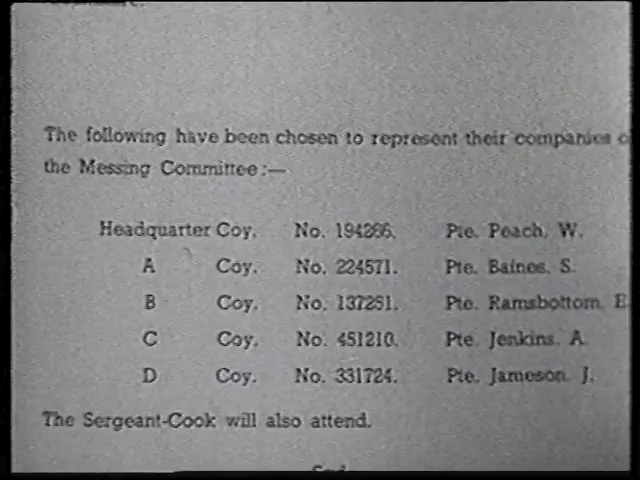 The following have been chosen to represent their companies
the Messing Committee:—
Headquarter Coy. No. 194286. Pte. Peach, W.
A Coy. No. 224571. Pte. Baines. S.
B Coy. No. 137251. Pte. Ramsbottom. E
C Coy. No. 451210. Pte. Jenkins, A.
D Coy. No. 331724. Pte. Jameson. J.
The Sergeant-Cook will also attend.